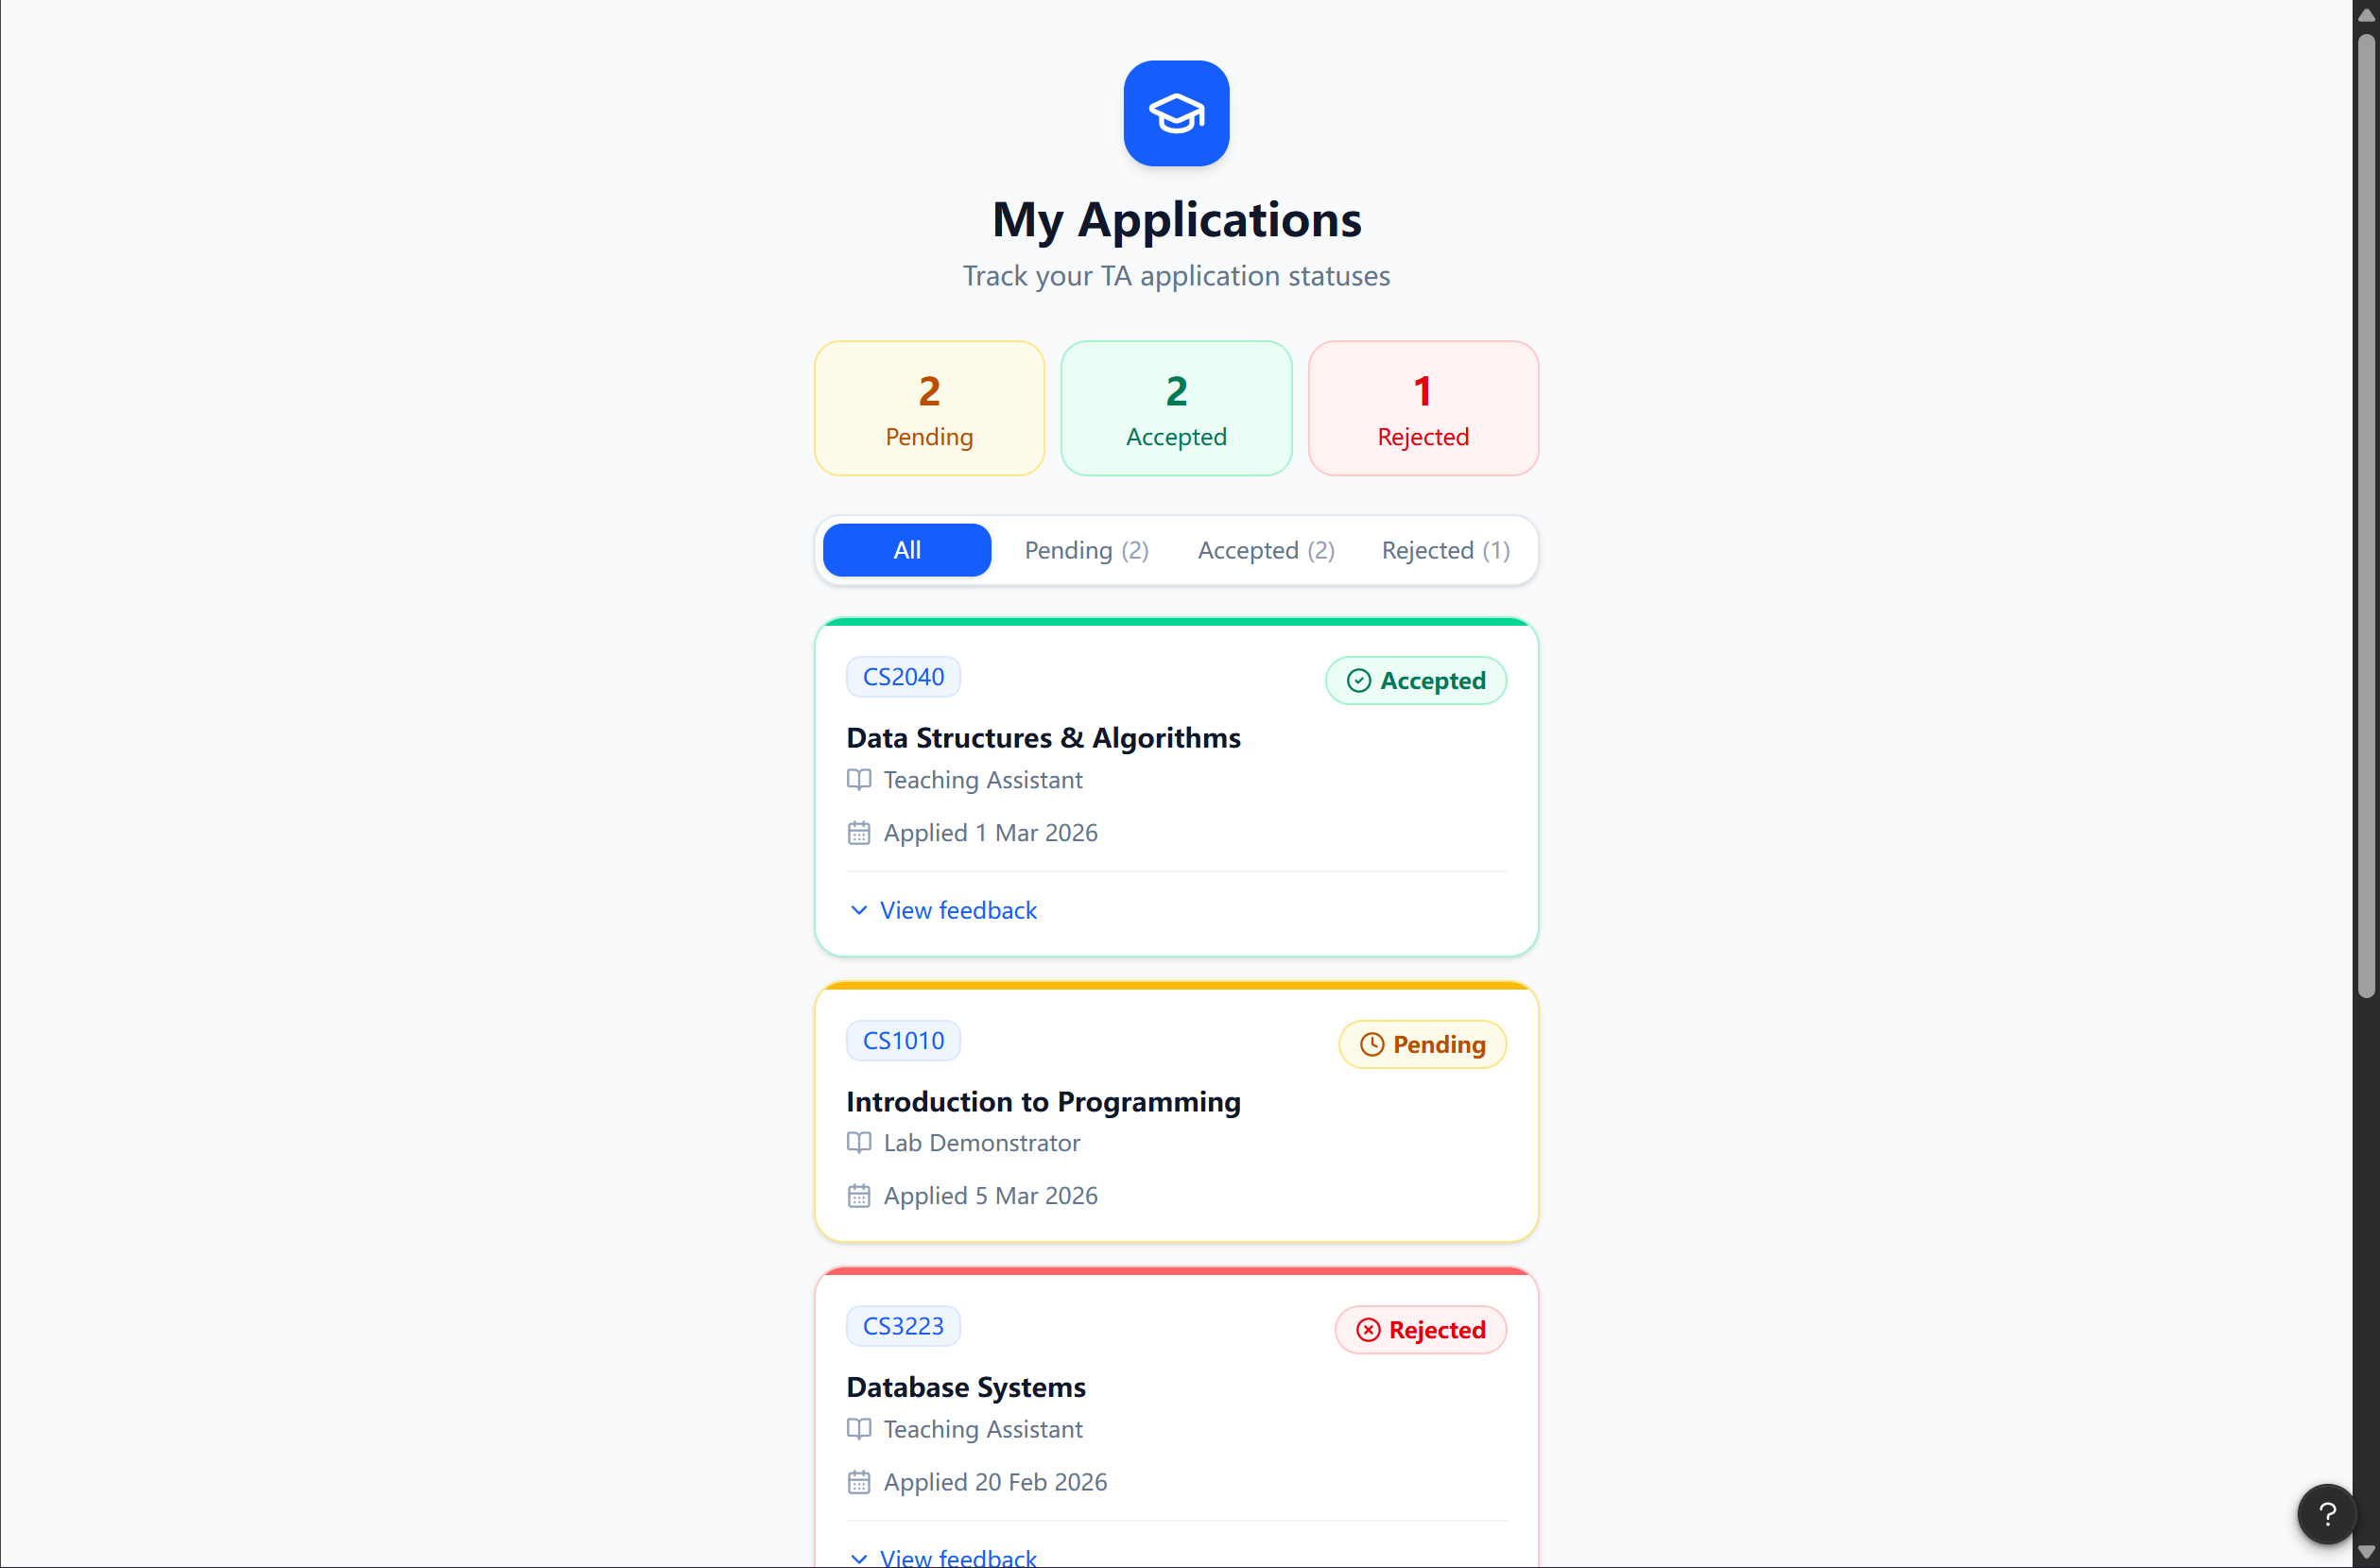 My Applications
Track your TA application statuses
2
Pending
2
Accepted
1
Rejected
All
Pending (2)
Accepted (2)
Rejected (1)
CS2040
Accepted
Data Structures & Algorithms
Teaching Assistant
Applied 1 Mar 2026
View feedback
CS1010
Pending
Introduction to Programming
Lab Demonstrator
Applied 5 Mar 2026
CS3223
Rejected
Database Systems
Teaching Assistant
Applied 20 Feb 2026
View feedback
?